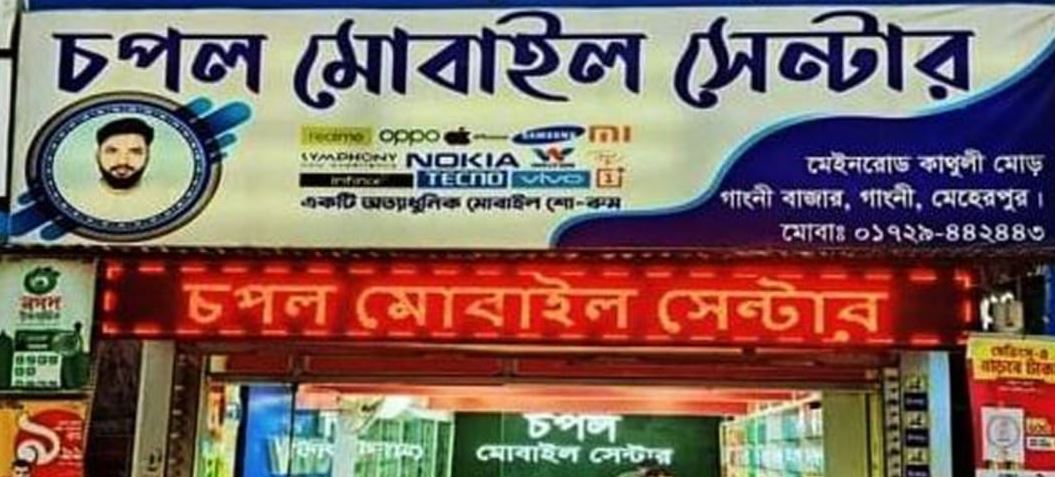 চপল মোবাইল সেন্টার
realme oppo SAMSUNG MI
SYMPHONY NOKIA W
Infinix TECNO vivo
একটি অত্যাধুনিক মোবাইল শো-রুম
মেইনরোড কাথুলী মোড়
গাংনী বাজার, গাংনী, মেহেরপুর।
মোবাঃ ০১৭২৯-৪৪২৪৪৩
চপল মোবাইল সেন্টার
নগদ
৯
চপল
মোবাইল সেন্টার